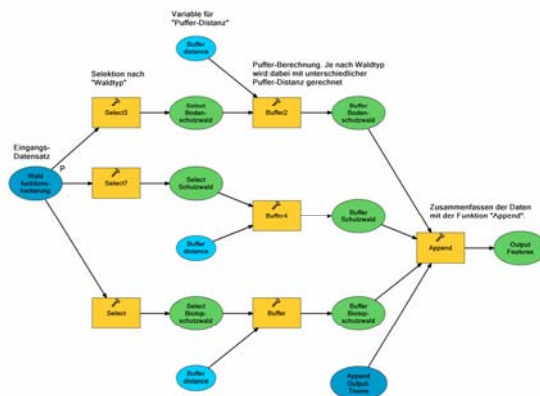 Variable für
"Puffer-Distanz"
Buffer
distance
Puffer-Berechnung. Je nach Waldtyp
wird dabei mit unterschiedlicher
Puffer-Distanz gerechnet
Selektion nach
"Waldtyp"
Select3
Select
Boden-
schutzwald
Buffer2
Buffer
Boden-
schutzwald
Eingangs-
Datensatz
P
Wald
funktions-
kartierung
Select7
Select
Schutzwald
Buffer4
Buffer
Schutzwald
Buffer
distance
Zusammenfassen der Daten
mit der Funktion "Append".
Append
Output
Features
Select
Select
Biotop-
schutzwald
Buffer
Buffer
Biotop-
schutzwald
Buffer
distance
Append
Output
Theme